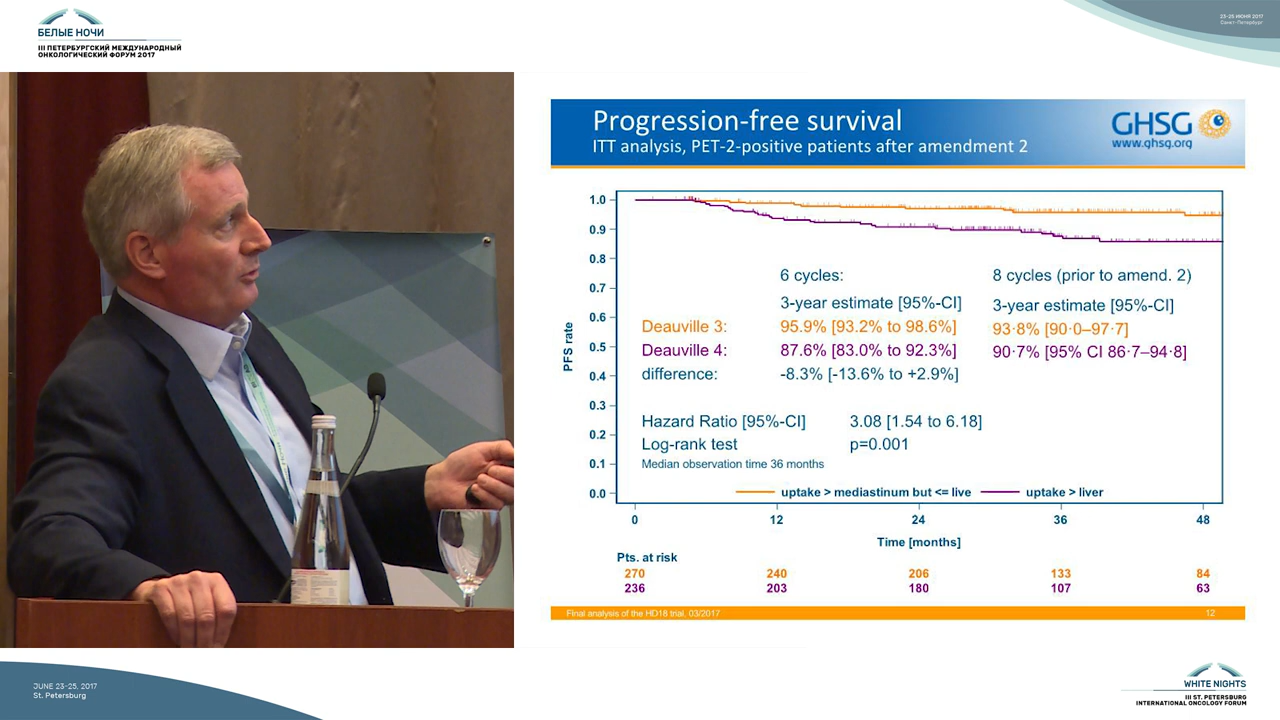 БЕЛЫЕ НОЧИ
III ПЕТЕРБУРГСКИЙ МЕЖДУНАРОДНЫЙ
ОНКОЛОГИЧЕСКИЙ ФОРУМ 2017
23-25 ИЮНЯ 2017
Санкт-Петербург
Progression-free survival
ITT analysis, PET-2-positive patients after amendment 2
GHSG
www.ghsg.org
1.0
0.9
0.8
0.7
0.6
0.5
0.4
0.3
0.2
0.1
0.0
PFS rate
6 cycles: 8 cycles (prior to amend. 2)
3-year estimate [95%-CI] 3-year estimate [95%-CI]
Deauville 3: 95.9% [93.2% to 98.6%] 93·8% [90·0–97·7]
Deauville 4: 87.6% [83.0% to 92.3%] 90·7% [95% CI 86·7–94·8]
difference: -8.3% [-13.6% to +2.9%]
Hazard Ratio [95%-CI] 3.08 [1.54 to 6.18]
Log-rank test p=0.001
Median observation time 36 months
uptake > mediastinum but <= live uptake > liver
0 12 24 36 48
Time [months]
Pts. at risk
270 240 206 133 84
236 203 180 107 63
Final analysis of the HD18 trial, 03/2017 12
JUNE 23-25, 2017
St. Petersburg
WHITE NIGHTS
III ST. PETERSBURG
INTERNATIONAL ONCOLOGY FORUM